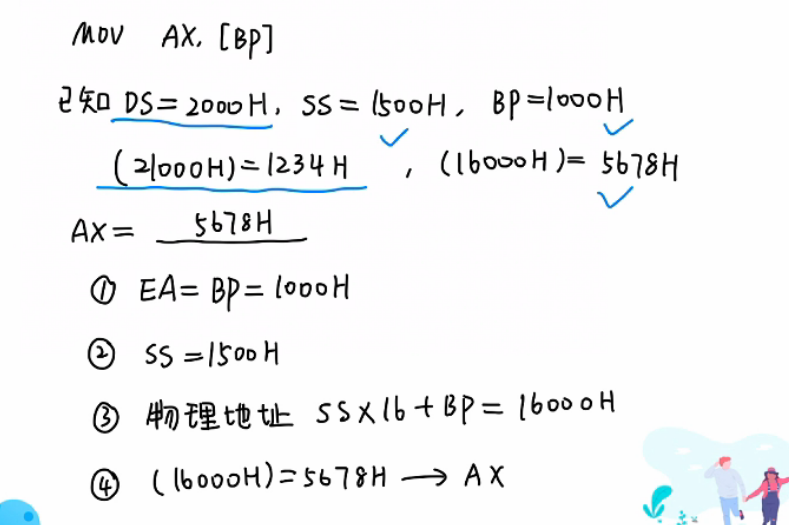 MOV AX, [BP]
已知 DS=2000H, SS=1500H, BP=1000H
(21000H)=1234H, (16000H)=5678H
AX= 5678H
① EA=BP=1000H
② SS=1500H
③ 物理地址 SS×16+BP=16000H
④ (16000H)=5678H → AX